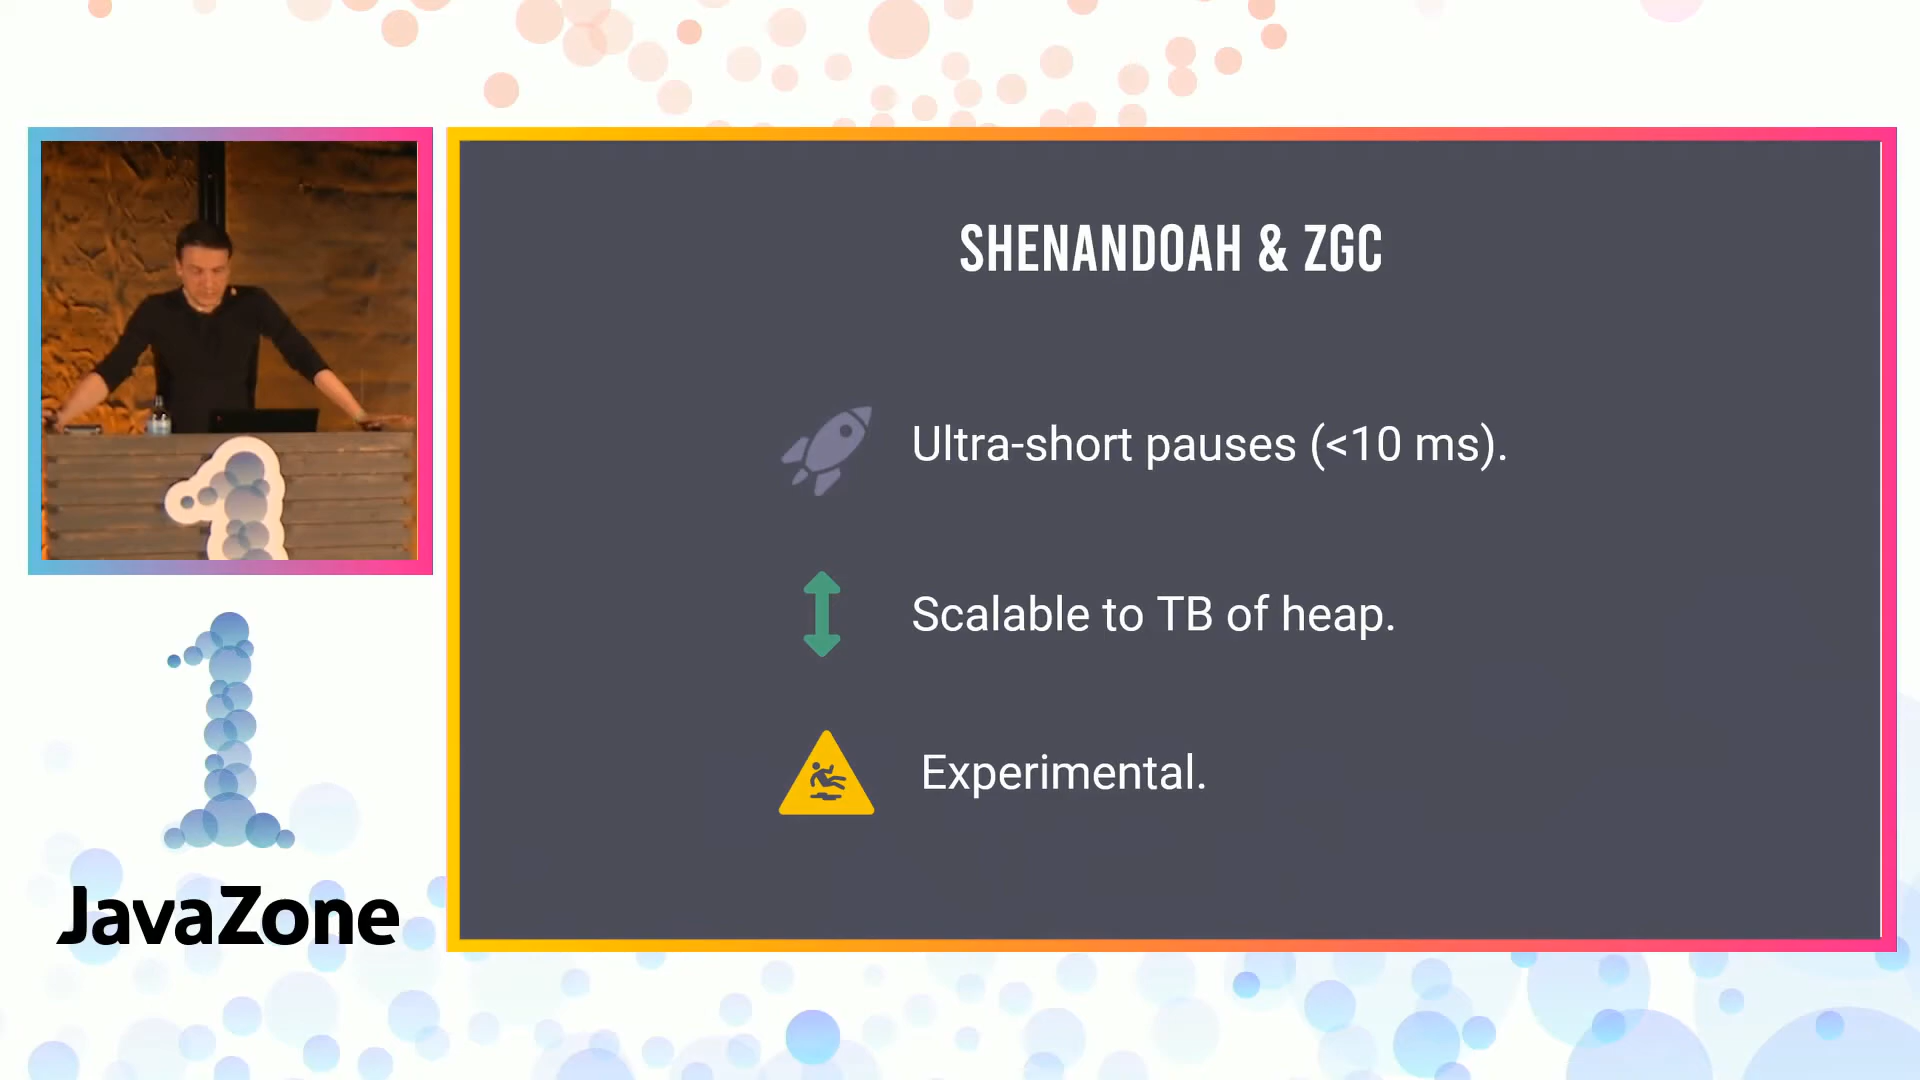 SHENANDOAH & ZGC
Ultra-short pauses (<10 ms).
Scalable to TB of heap.
Experimental.
JavaZone